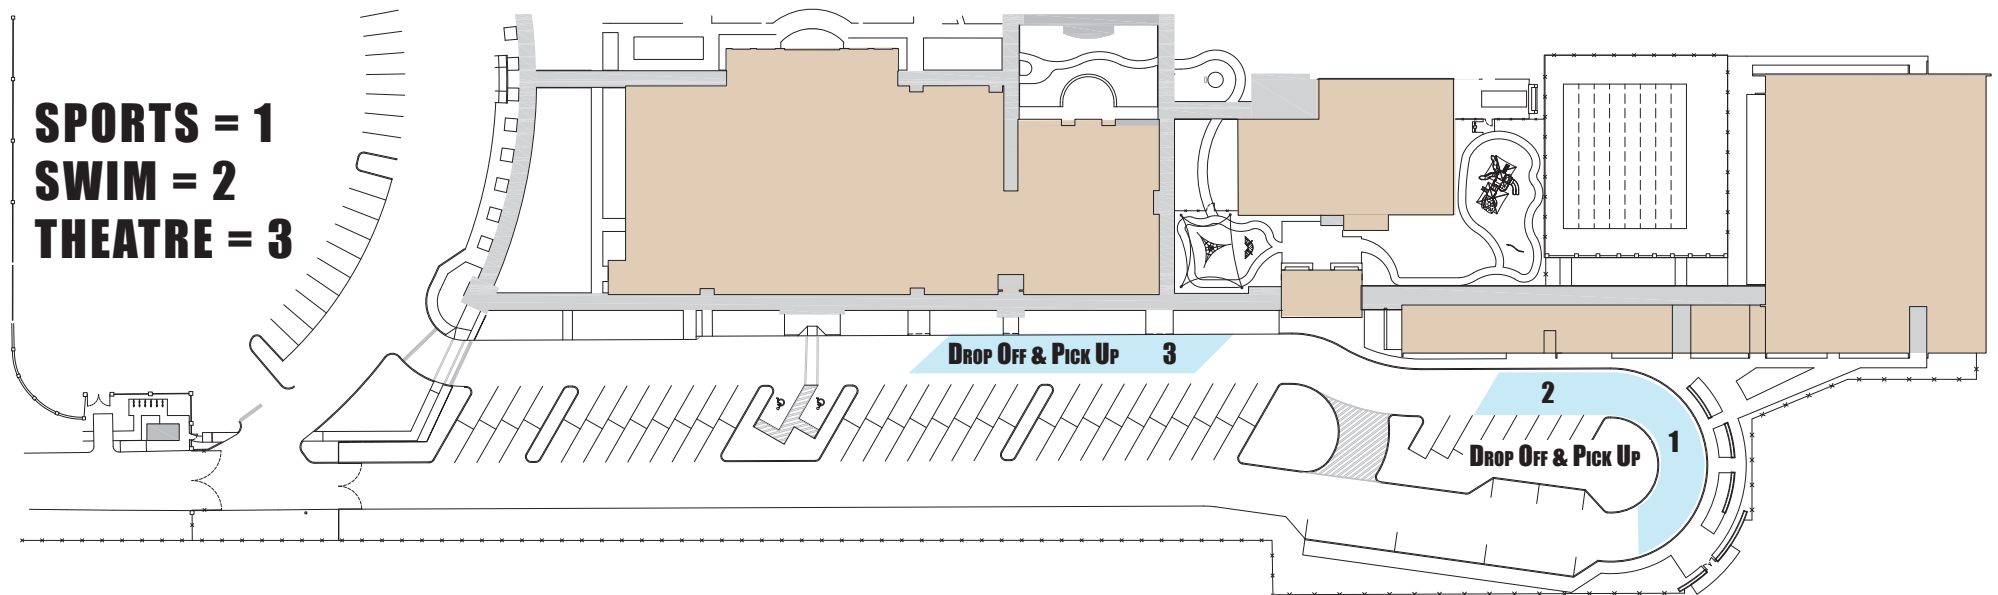 SPORTS = 1
SWIM = 2
THEATRE = 3
DROP OFF & PICK UP 3
2
1
DROP OFF & PICK UP